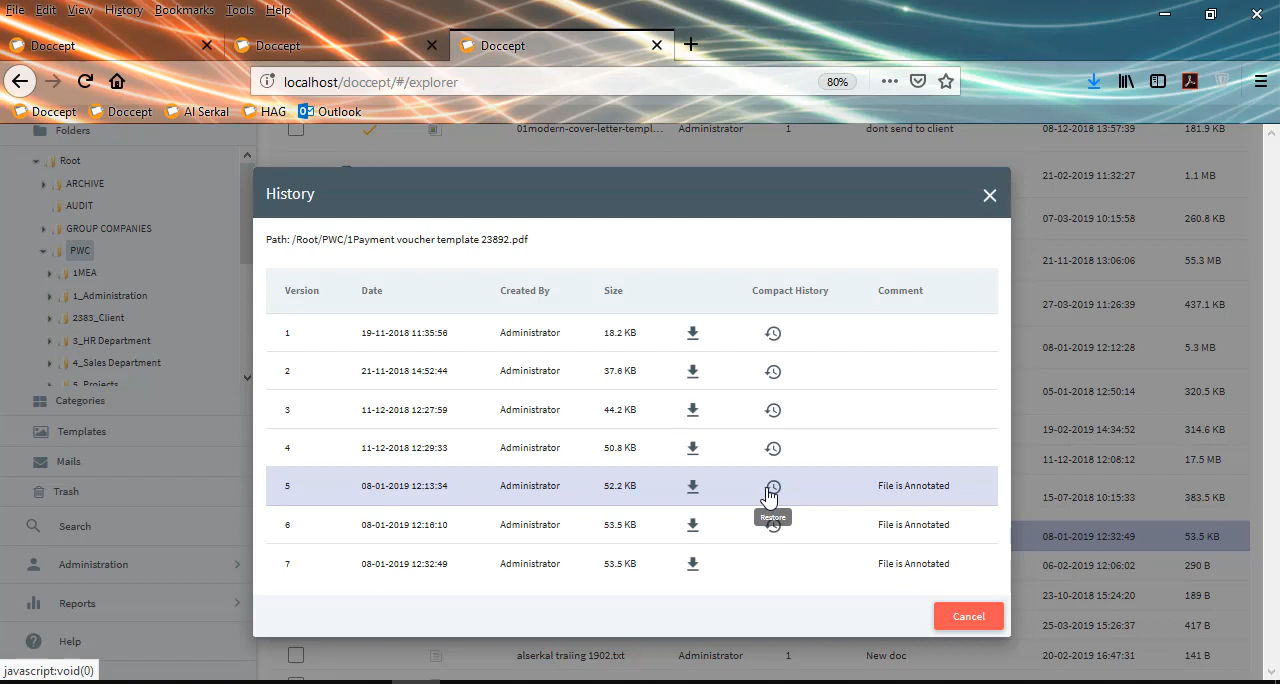 File Edit View History Bookmarks Tools Help
Doccept Doccept Doccept
localhost/doccept/#/explorer 80%
Doccept Doccept Al Serkal HAG Outlook
Folders
Root
ARCHIVE
AUDIT
GROUP COMPANIES
PWC
1MEA
1_Administration
2383_Client
3_HR Department
4_Sales Department
5_Projects
Categories
Templates
Mails
Trash
Search
Administration
Reports
Help
javascript:void(0)
01modern-cover-letter-templ... Administrator 1 dont send to client 08-12-2018 13:57:39 181.9 KB
21-02-2019 11:32:27 1.1 MB
07-03-2019 10:15:58 260.8 KB
21-11-2018 13:06:06 55.3 MB
27-03-2019 11:26:39 437.1 KB
08-01-2019 12:12:28 5.3 MB
05-01-2019 12:50:14 320.5 KB
19-02-2019 14:34:52 314.6 KB
11-12-2018 12:08:12 17.5 MB
15-07-2018 10:15:33 383.5 KB
08-01-2019 12:32:49 53.5 KB
06-02-2019 12:06:02 290 B
23-10-2018 15:24:20 189 B
25-03-2019 15:26:37 417 B
alserkal traiing 1902.txt Administrator 1 New doc 20-02-2019 16:47:31 141 B
History
Path: /Root/PWC/1Payment voucher template 23892.pdf
Version Date Created By Size Compact History Comment
1 19-11-2018 11:35:56 Administrator 18.2 KB
2 21-11-2018 14:52:44 Administrator 37.6 KB
3 11-12-2018 12:27:59 Administrator 44.2 KB
4 11-12-2018 12:29:33 Administrator 50.8 KB
5 08-01-2019 12:13:34 Administrator 52.2 KB File is Annotated
Restore
6 08-01-2019 12:16:10 Administrator 53.5 KB File is Annotated
7 08-01-2019 12:32:49 Administrator 53.5 KB File is Annotated
Cancel